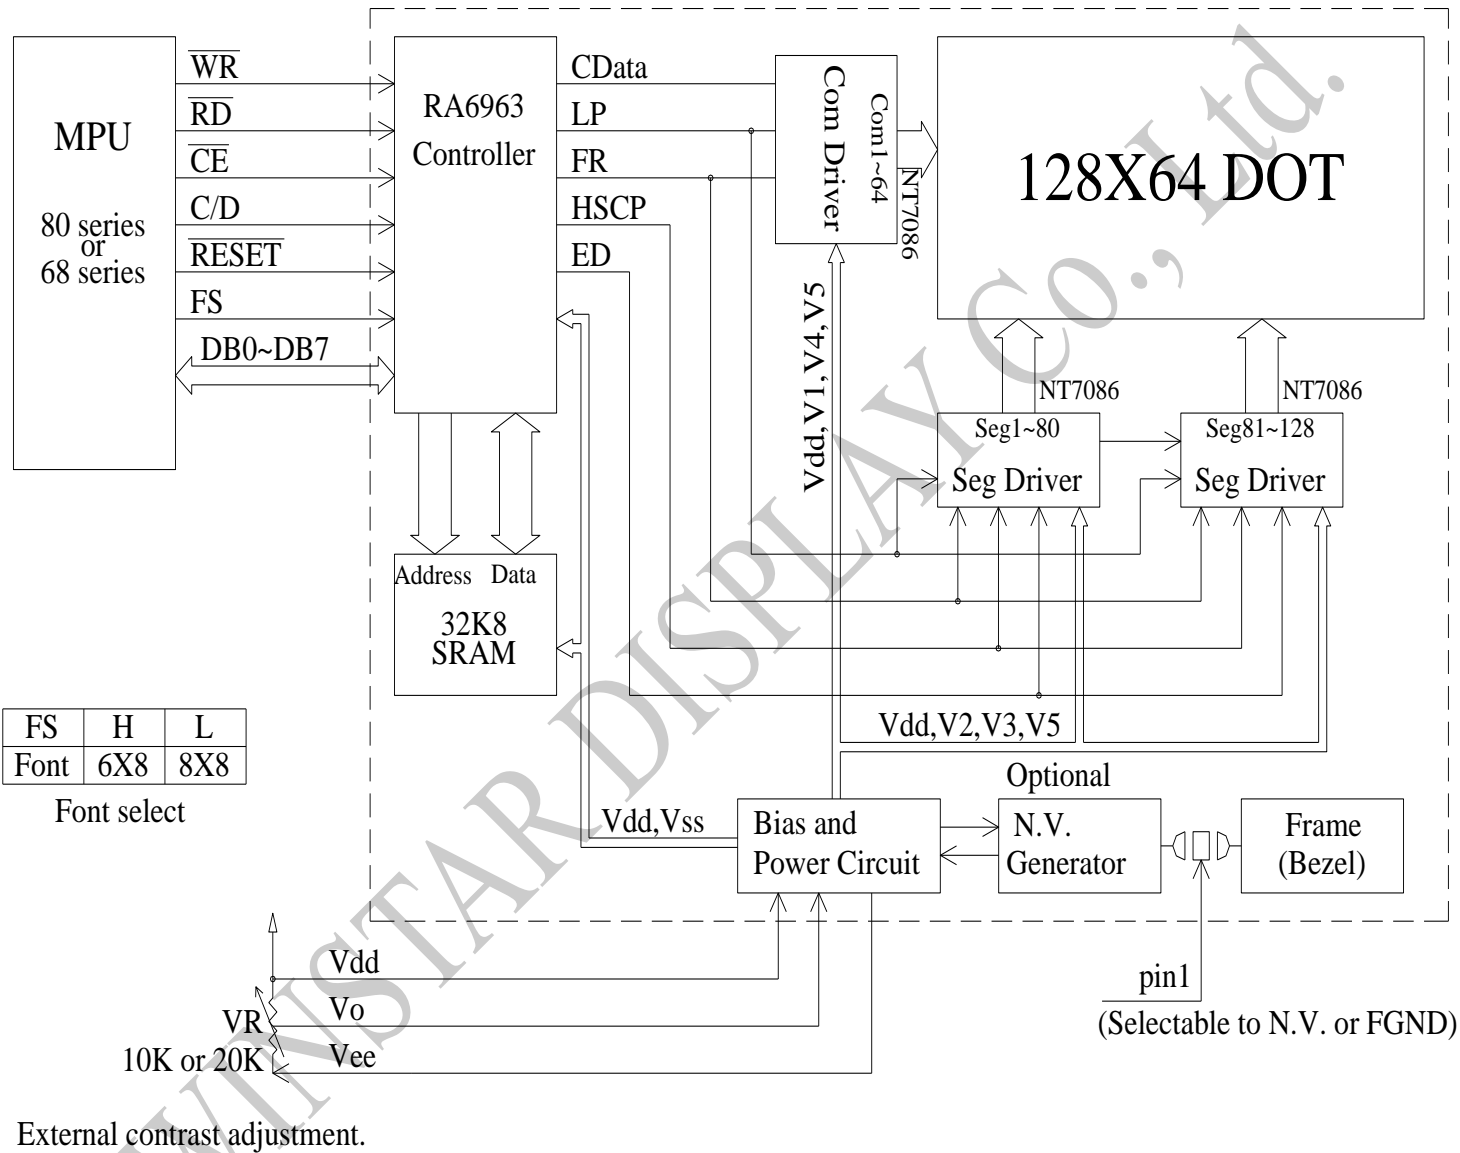 MPU
80 series
or
68 series
WR
RD
CE
C/D
RESET
FS
DB0~DB7
RA6963
Controller
CData
LP
FR
HSCP
ED
Com Driver
Com1~64
NT7086
128X64 DOT
Vdd,V1,V4,V5
NT7086
NT7086
Seg1~80
Seg Driver
Seg81~128
Seg Driver
Address Data
32K8
SRAM
FS H L
Font 6X8 8X8
Font select
Vdd,V2,V3,V5
Optional
Vdd,Vss
Bias and
Power Circuit
N.V.
Generator
Frame
(Bezel)
Vdd
Vo
Vee
VR
10K or 20K
pin1
(Selectable to N.V. or FGND)
External contrast adjustment.
WINSTAR DISPLAY Co., Ltd.